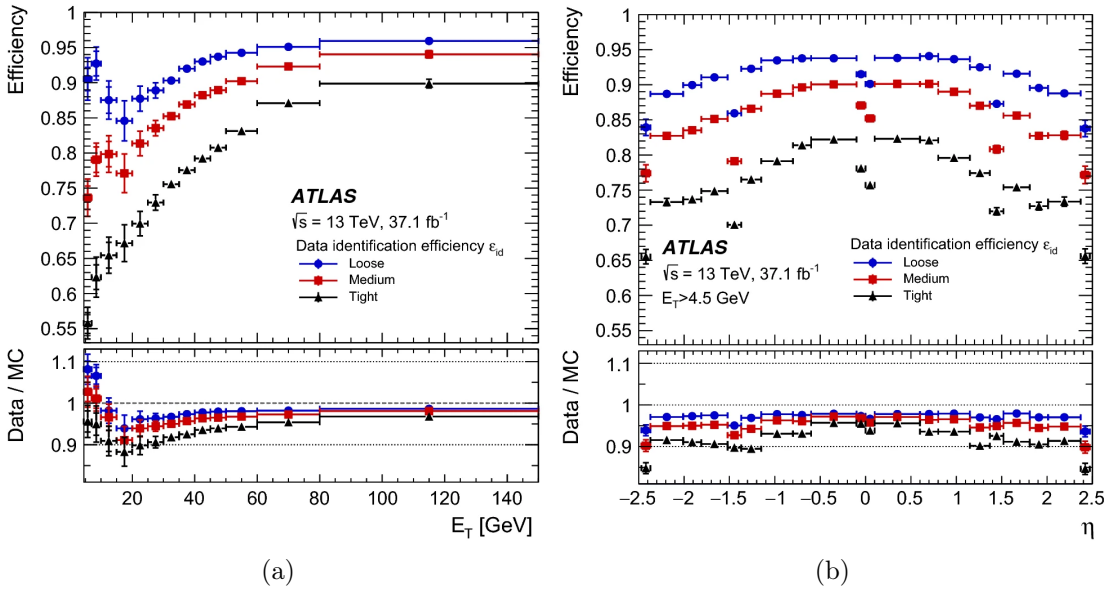 Efficiency
1
0.95
0.9
0.85
0.8
0.75
0.7
0.65
0.6
0.55
ATLAS
√s = 13 TeV, 37.1 fb⁻¹
Data identification efficiency ε_id
Loose
Medium
Tight
Data / MC
1.1
1
0.9
20 40 60 80 100 120 140
E_T [GeV]
(a)
Efficiency
1
0.95
0.9
0.85
0.8
0.75
0.7
0.65
0.6
0.55
ATLAS
√s = 13 TeV, 37.1 fb⁻¹
E_T>4.5 GeV
Data identification efficiency ε_id
Loose
Medium
Tight
Data / MC
1.1
1
0.9
−2.5 −2 −1.5 −1 −0.5 0 0.5 1 1.5 2 2.5
η
(b)